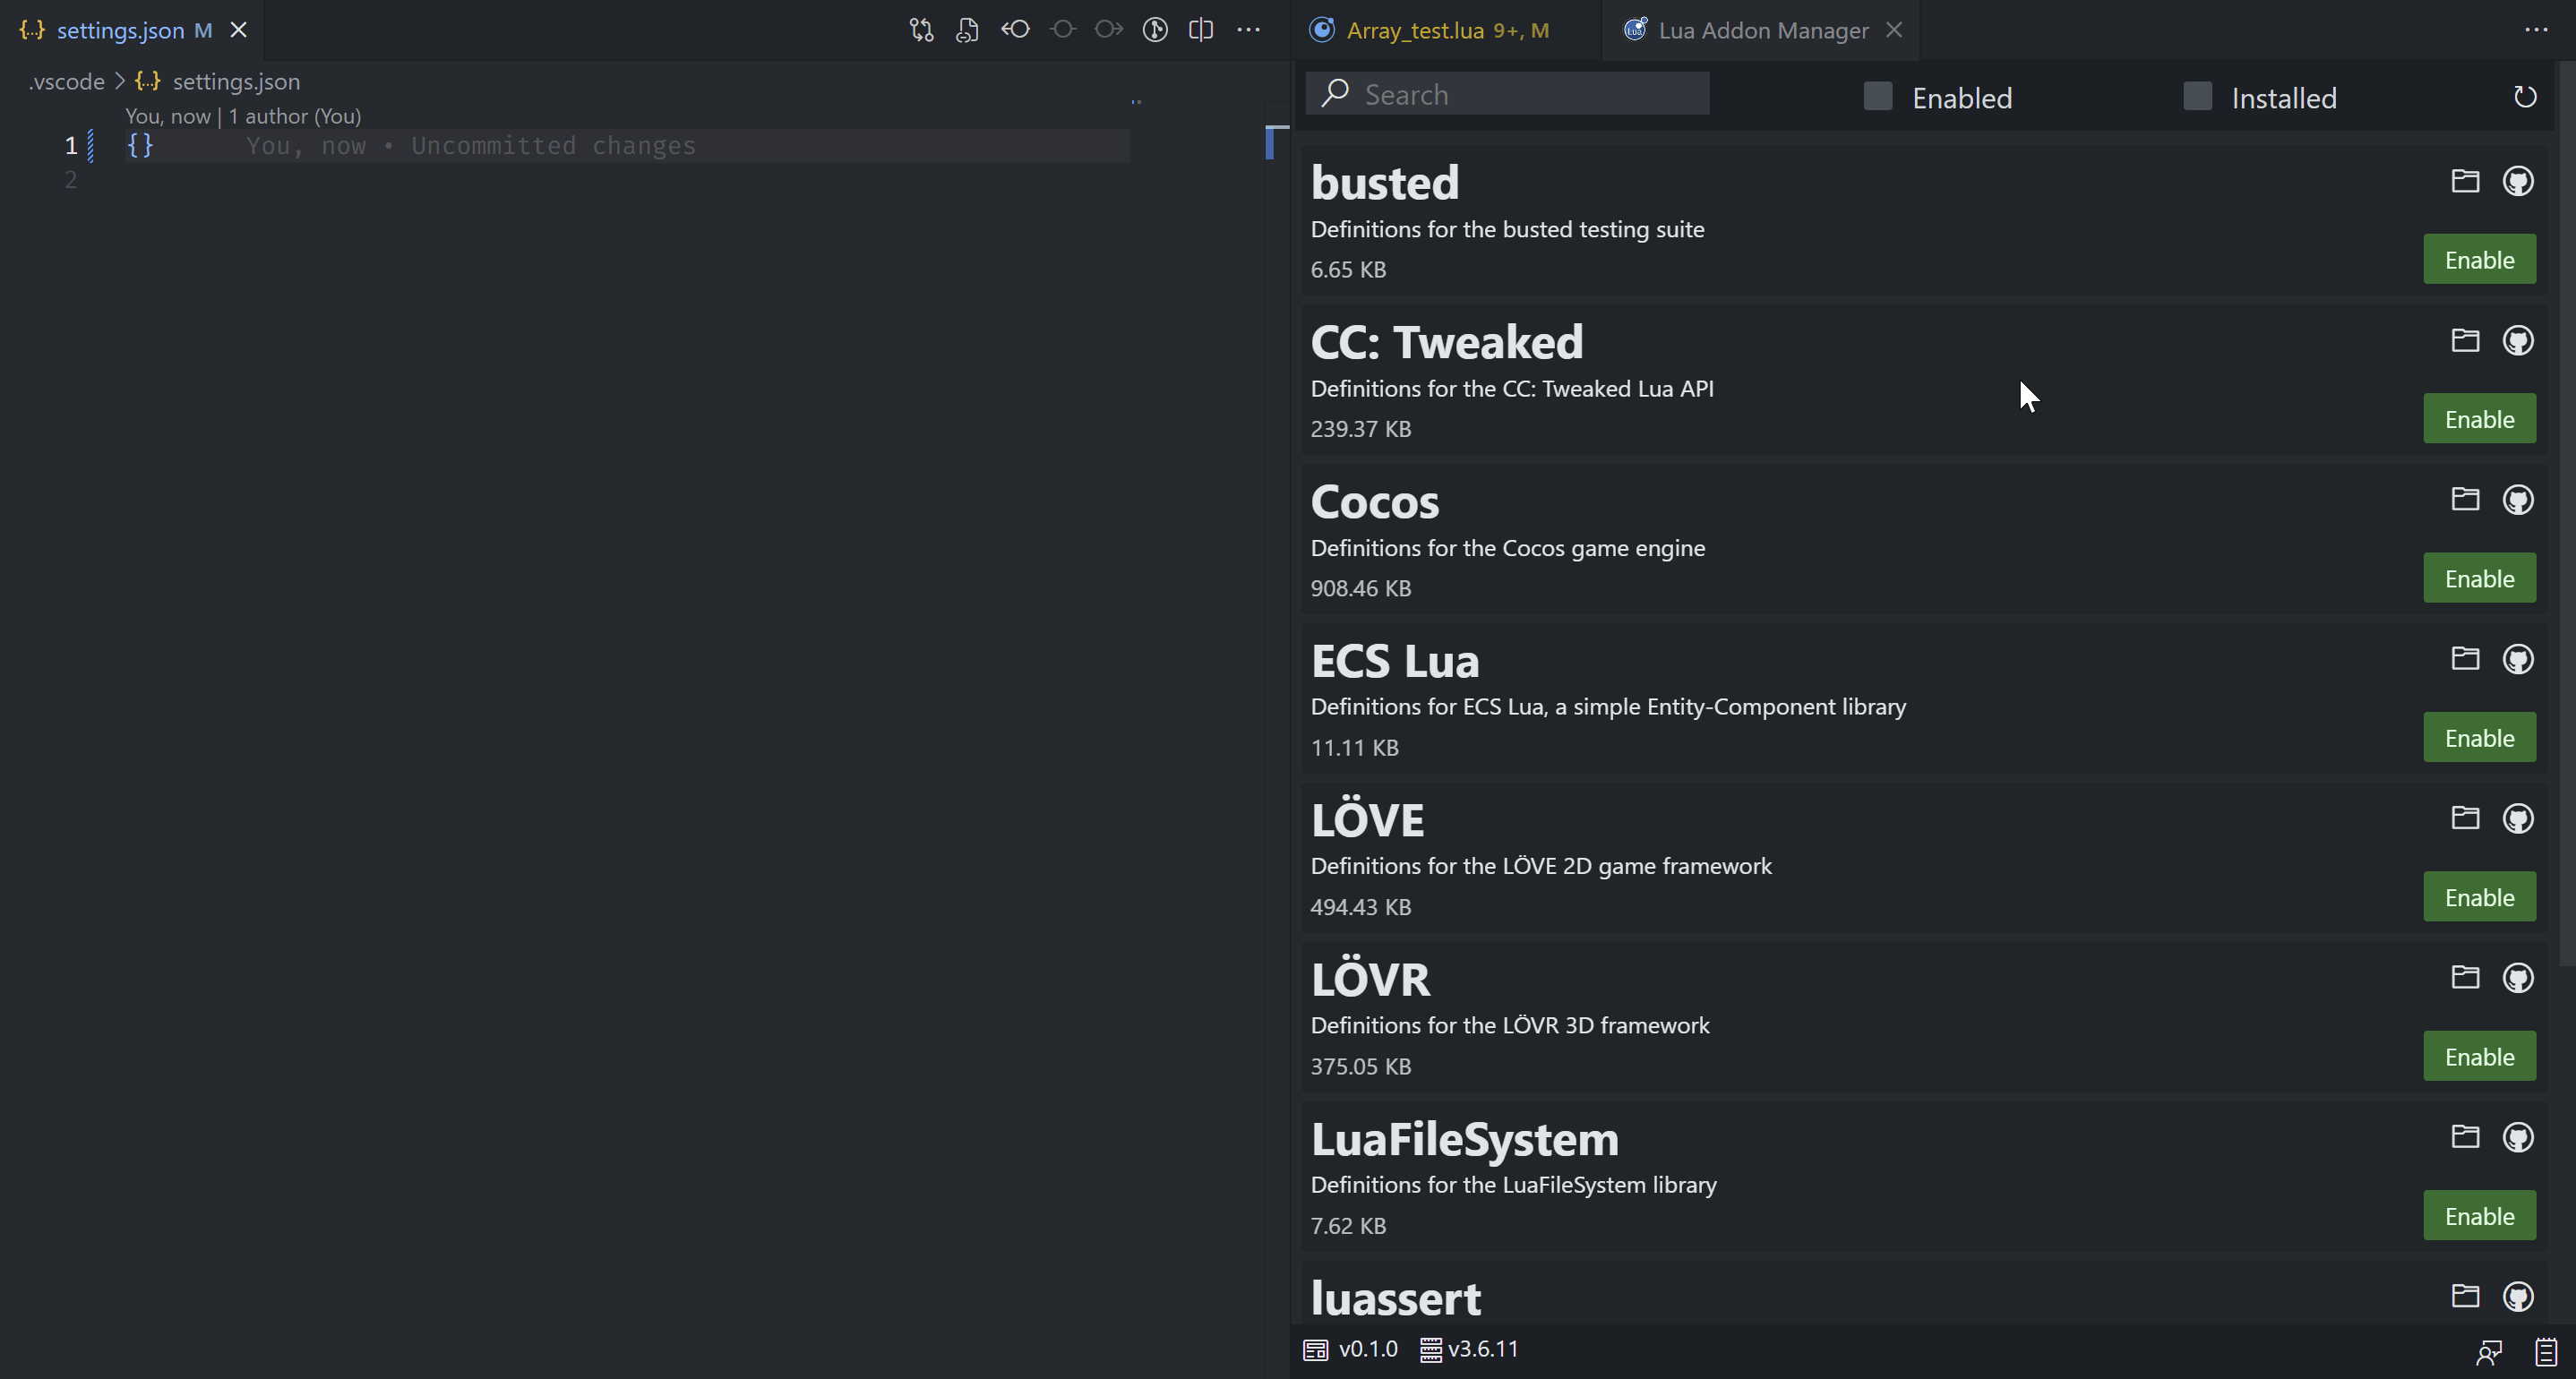 settings.json M
Array_test.lua 9+, M
Lua Addon Manager
.vscode > settings.json
You, now | 1 author (You)
1 {} You, now • Uncommitted changes
2
Search
Enabled
Installed
busted
Definitions for the busted testing suite
6.65 KB
Enable
CC: Tweaked
Definitions for the CC: Tweaked Lua API
239.37 KB
Enable
Cocos
Definitions for the Cocos game engine
908.46 KB
Enable
ECS Lua
Definitions for ECS Lua, a simple Entity-Component library
11.11 KB
Enable
LÖVE
Definitions for the LÖVE 2D game framework
494.43 KB
Enable
LÖVR
Definitions for the LÖVR 3D framework
375.05 KB
Enable
LuaFileSystem
Definitions for the LuaFileSystem library
7.62 KB
Enable
luassert
v0.1.0 v3.6.11